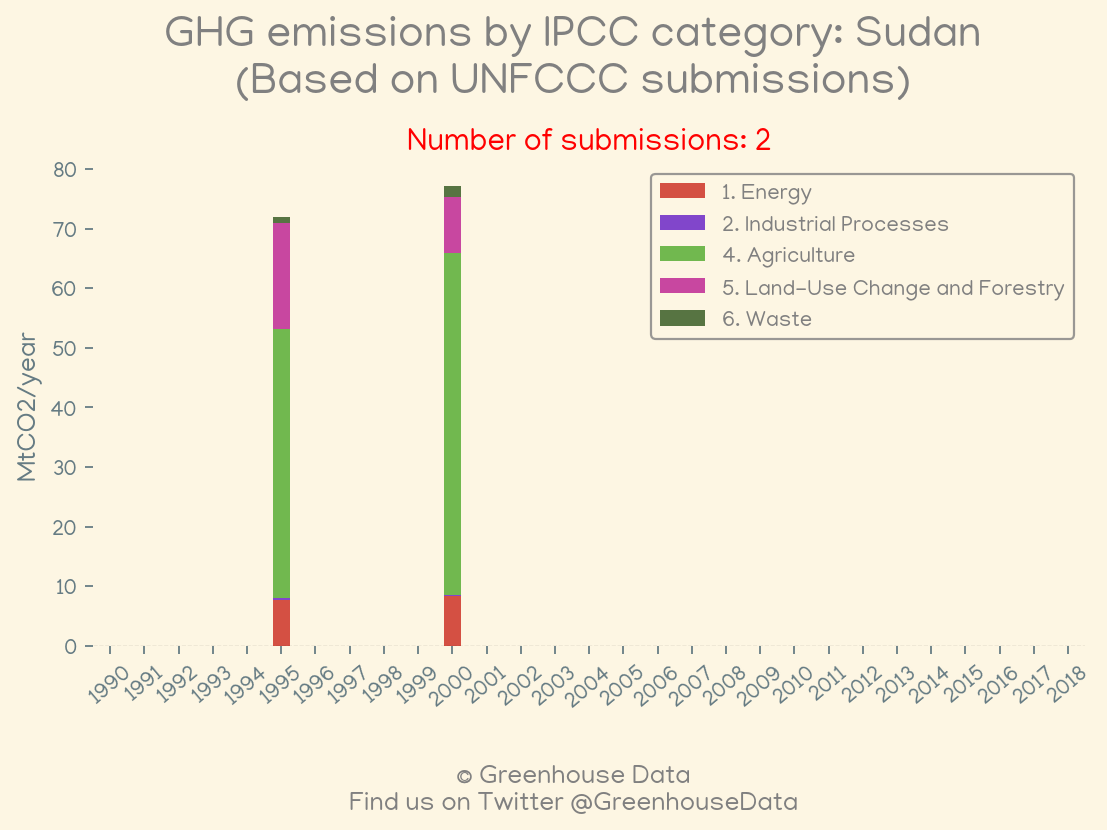 GHG emissions by IPCC category: Sudan
(Based on UNFCCC submissions)
Number of submissions: 2
80
70
60
50
40
30
20
10
0
MtCO2/year
1. Energy
2. Industrial Processes
4. Agriculture
5. Land-Use Change and Forestry
6. Waste
1990 1991 1992 1993 1994 1995 1996 1997 1998 1999 2000 2001 2002 2003 2004 2005 2006 2007 2008 2009 2010 2011 2012 2013 2014 2015 2016 2017 2018
© Greenhouse Data
Find us on Twitter @GreenhouseData